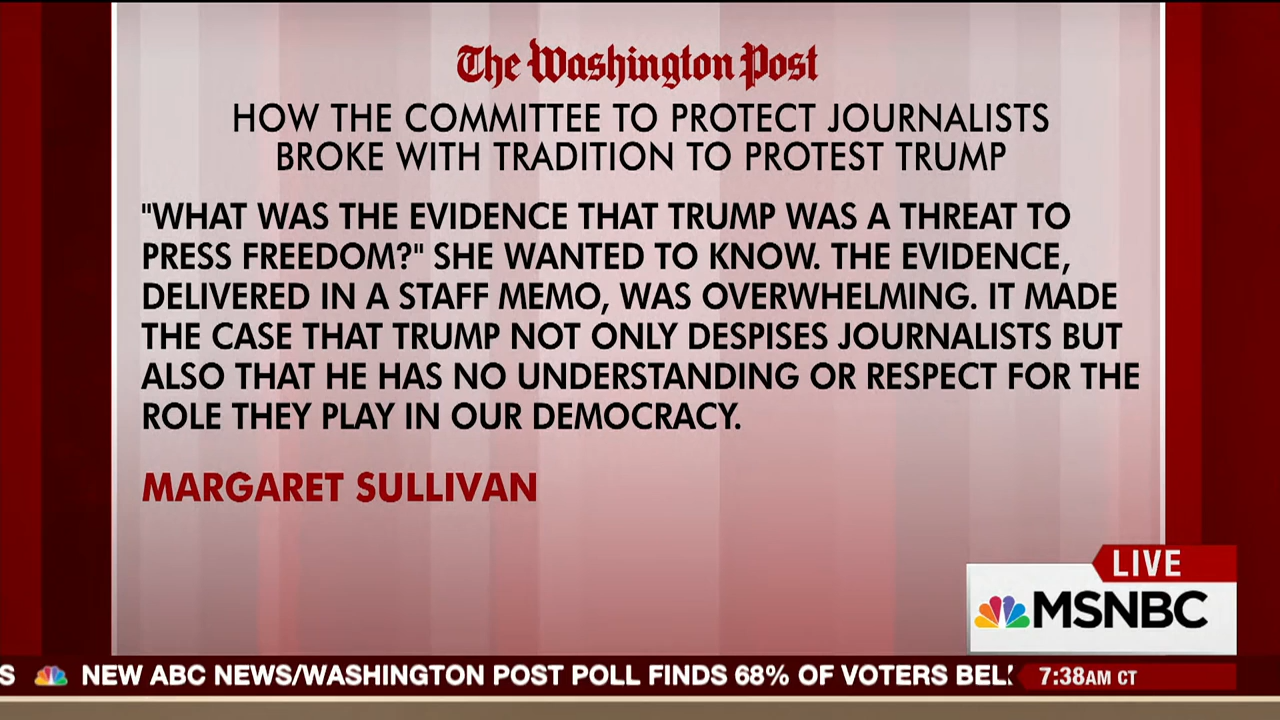 The Washington Post
HOW THE COMMITTEE TO PROTECT JOURNALISTS
BROKE WITH TRADITION TO PROTEST TRUMP
"WHAT WAS THE EVIDENCE THAT TRUMP WAS A THREAT TO
PRESS FREEDOM?" SHE WANTED TO KNOW. THE EVIDENCE,
DELIVERED IN A STAFF MEMO, WAS OVERWHELMING. IT MADE
THE CASE THAT TRUMP NOT ONLY DESPISES JOURNALISTS BUT
ALSO THAT HE HAS NO UNDERSTANDING OR RESPECT FOR THE
ROLE THEY PLAY IN OUR DEMOCRACY.
MARGARET SULLIVAN
LIVE
MSNBC
S NEW ABC NEWS/WASHINGTON POST POLL FINDS 68% OF VOTERS BEL
7:38AM CT